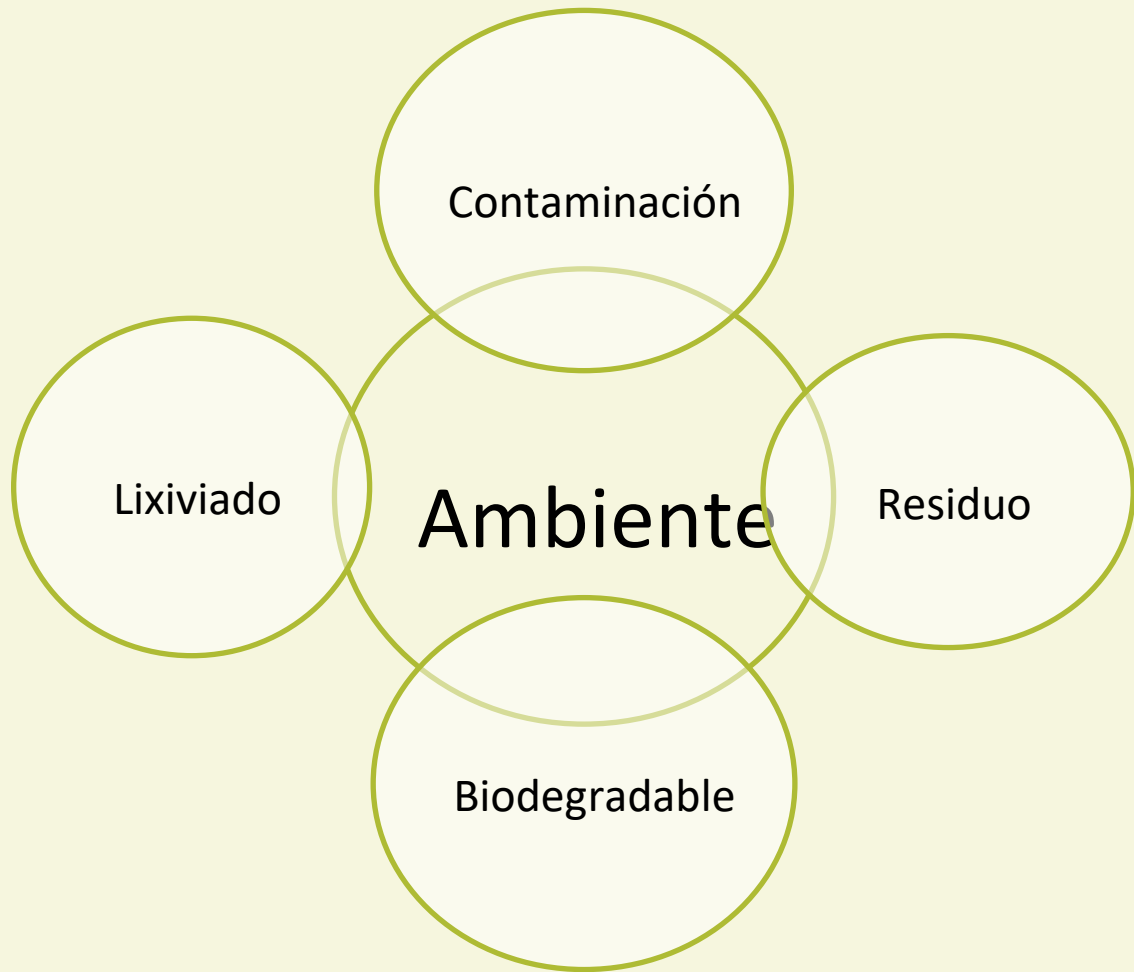 Contaminación
Lixiviado
Ambiente
Residuo
Biodegradable